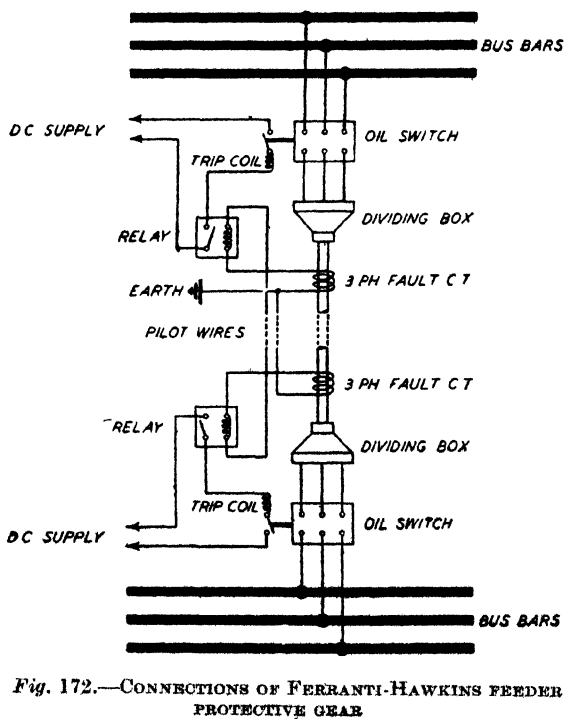 BUS BARS
DC SUPPLY
OIL SWITCH
TRIP COIL
DIVIDING BOX
RELAY
3 PH FAULT CT
EARTH
PILOT WIRES
3 PH FAULT CT
RELAY
DIVIDING BOX
TRIP COIL
OIL SWITCH
DC SUPPLY
BUS BARS
Fig. 172.—CONNECTIONS OF FERRANTI-HAWKINS FEEDER
PROTECTIVE GEAR